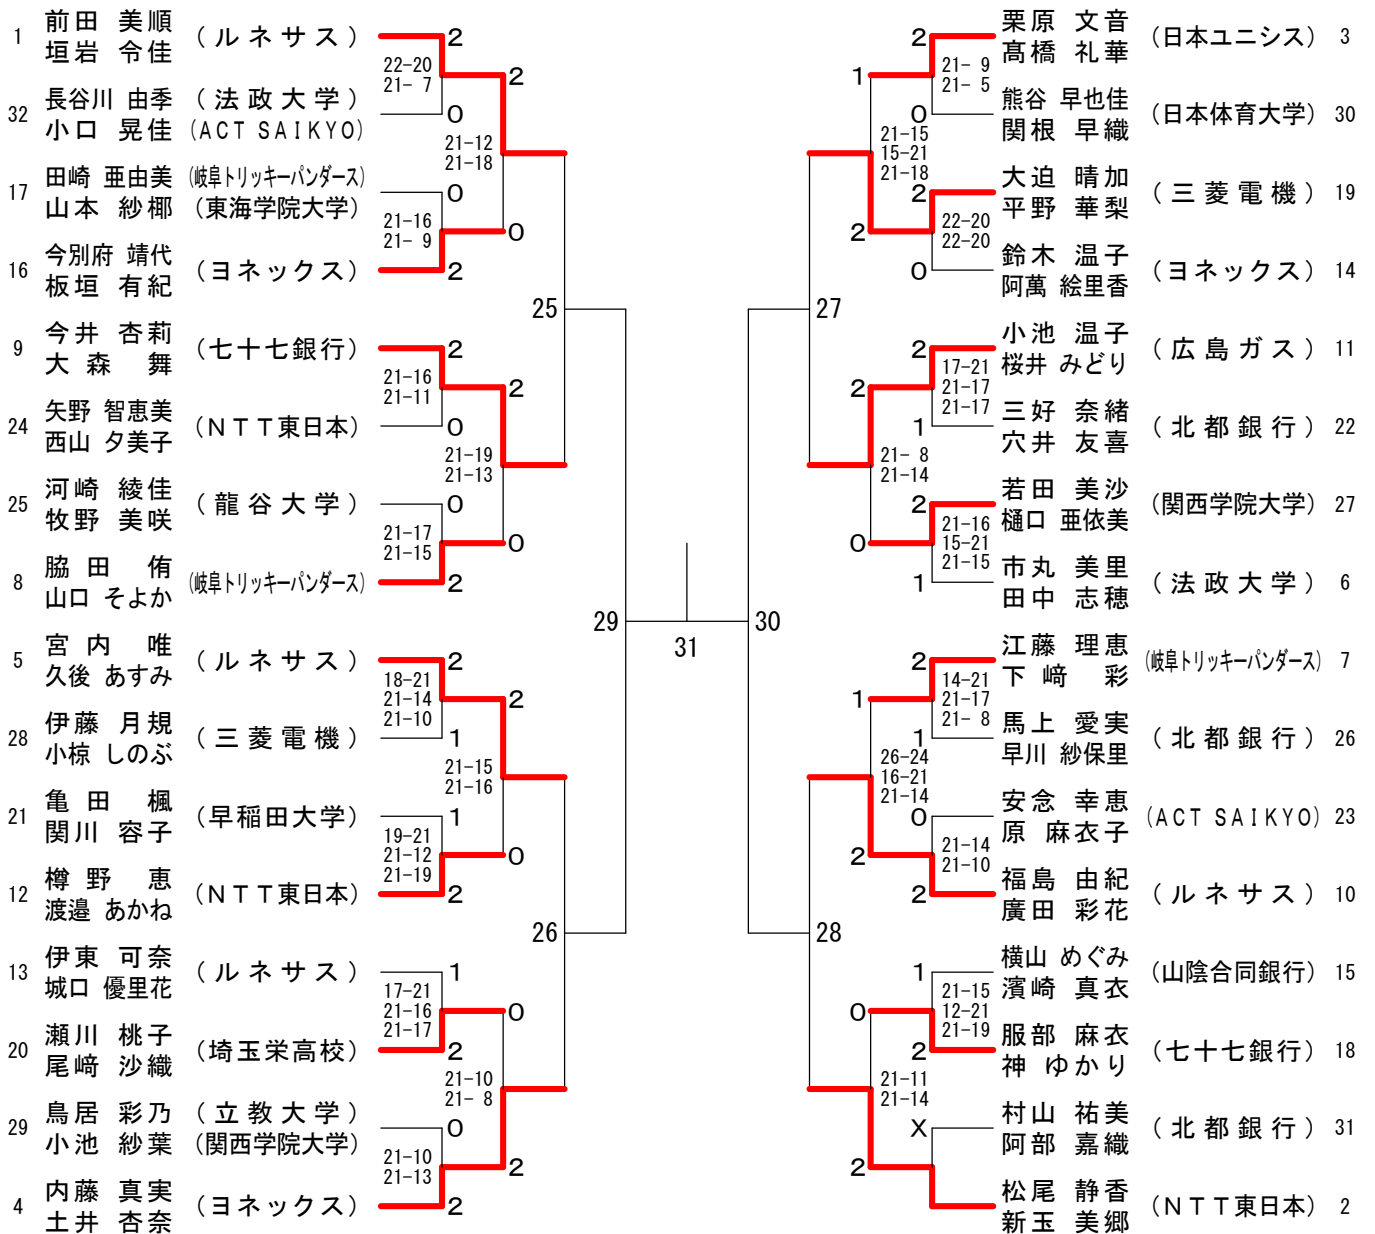 1 前田 美順 (ルネサス) 2
垣岩 令佳
22-20
21- 7
2
32 長谷川 由季 (法政大学) 0
小口 晃佳 (ACT SAIKYO)
21-12
21-18
17 田崎 亜由美 (岐阜トリッキーパンダース) 0
山本 紗椰 (東海学院大学)
21-16
21- 9
0
16 今別府 靖代 (ヨネックス) 2
板垣 有紀
25
9 今井 杏莉 (七十七銀行) 2
大森 舞
21-16
21-11
2
24 矢野 智恵美 (NTT東日本) 0
西山 夕美子
21-19
21-13
25 河崎 綾佳 (龍谷大学) 0
牧野 美咲
21-17
21-15
0
8 脇田 侑 (岐阜トリッキーパンダース) 2
山口 そよか
29
5 宮内 唯 (ルネサス) 2
久後 あすみ
18-21
21-14
21-10
2
28 伊藤 月規 (三菱電機) 1
小椋 しのぶ
21-15
21-16
21 亀田 楓 (早稲田大学) 1
関川 容子
19-21
21-12
21-19
0
12 樽野 恵 (NTT東日本) 2
渡邉 あかね
26
13 伊東 可奈 (ルネサス) 1
城口 優里花
17-21
21-16
21-17
0
20 瀬川 桃子 (埼玉栄高校) 2
尾﨑 沙織
21-10
21- 8
29 鳥居 彩乃 (立教大学) 0
小池 紗葉 (関西学院大学)
21-10
21-13
2
4 内藤 真実 (ヨネックス) 2
土井 杏奈
31
2 栗原 文音 (日本ユニシス) 3
髙橋 礼華
21- 9
21- 5
1
0 熊谷 早也佳 (日本体育大学) 30
関根 早織
21-15
15-21
21-18
2 大迫 晴加 (三菱電機) 19
平野 華梨
22-20
22-20
2
0 鈴木 温子 (ヨネックス) 14
阿萬 絵里香
27
2 小池 温子 (広島ガス) 11
桜井 みどり
17-21
21-17
21-17
2
1 三好 奈緒 (北都銀行) 22
穴井 友喜
21- 8
21-14
2 若田 美沙 (関西学院大学) 27
樋口 亜依美
21-16
15-21
21-15
0
1 市丸 美里 (法政大学) 6
田中 志穂
30
2 江藤 理恵 (岐阜トリッキーパンダース) 7
下﨑 彩
14-21
21-17
21- 8
1
1 馬上 愛実 (北都銀行) 26
早川 紗保里
26-24
16-21
21-14
0 安念 幸恵 (ACT SAIKYO) 23
原 麻衣子
21-14
21-10
2
2 福島 由紀 (ルネサス) 10
廣田 彩花
28
1 横山 めぐみ (山陰合同銀行) 15
濱崎 真衣
21-15
12-21
21-19
0
2 服部 麻衣 (七十七銀行) 18
神 ゆかり
21-11
21-14
X 村山 祐美 (北都銀行) 31
阿部 嘉織
2
松尾 静香 (NTT東日本) 2
新玉 美郷